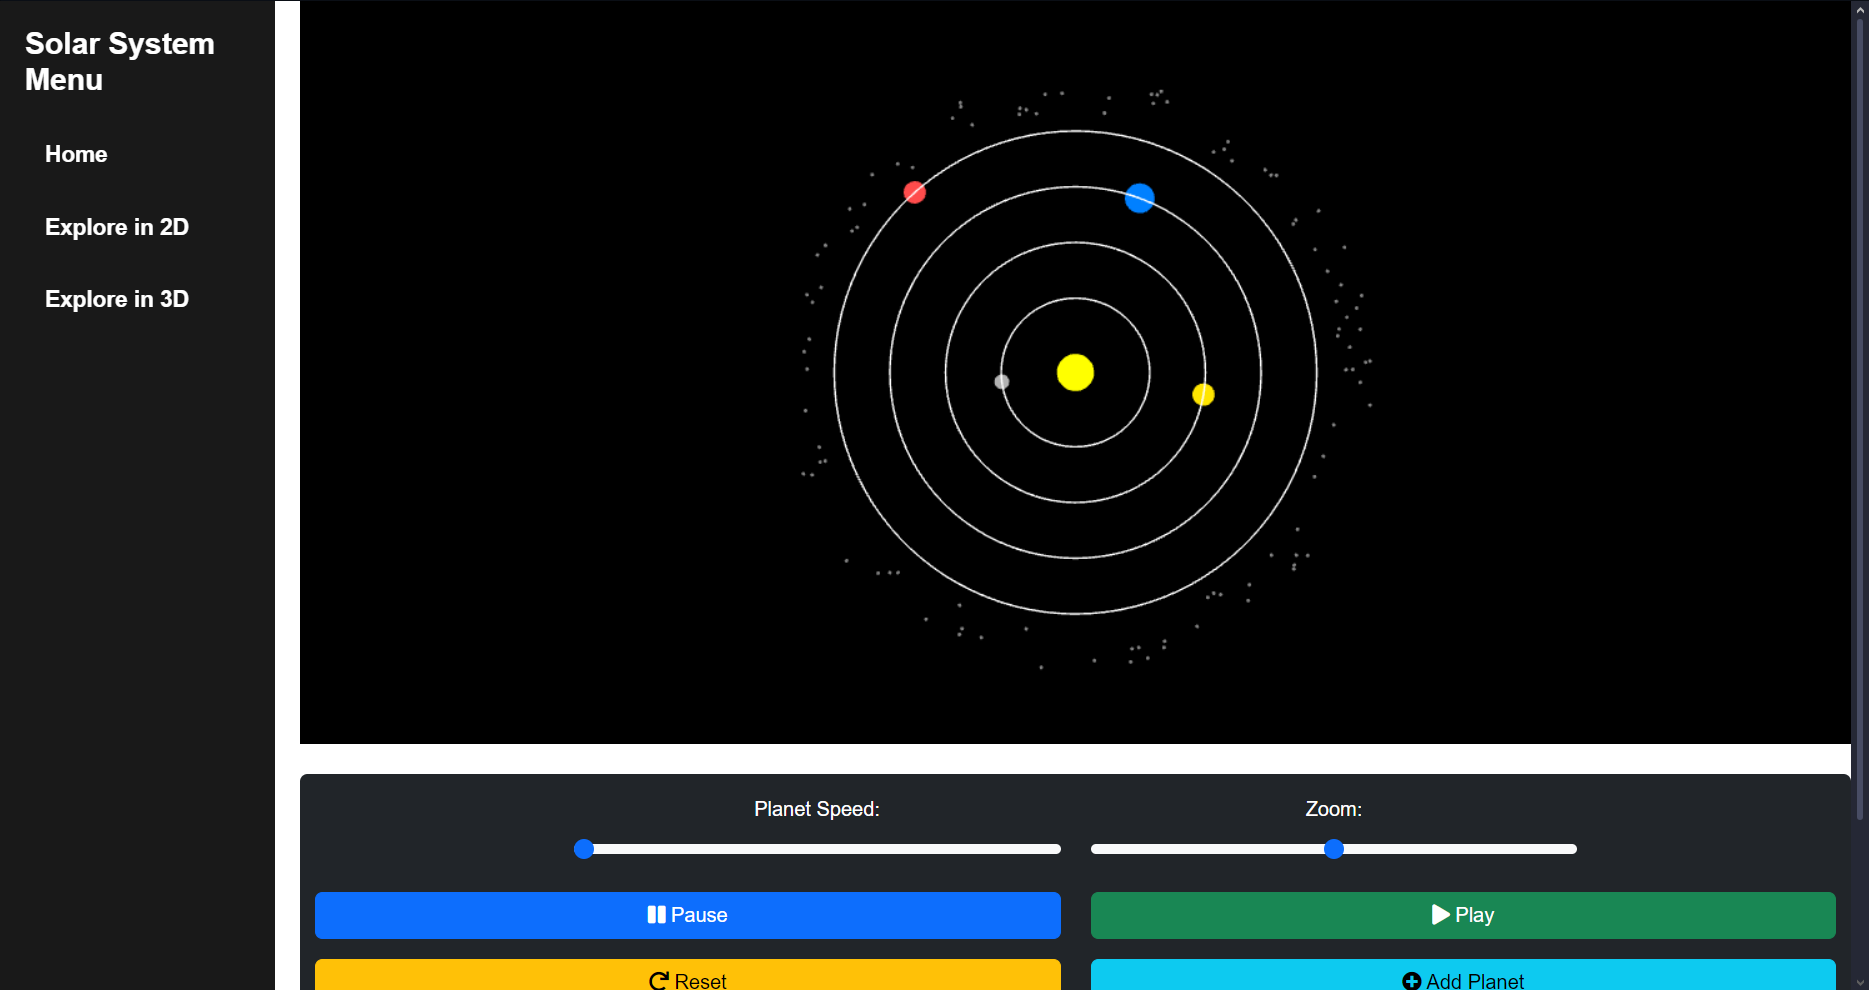 Solar System
Menu
Home
Explore in 2D
Explore in 3D
Planet Speed:
Zoom:
Pause
Play
Reset
Add Planet